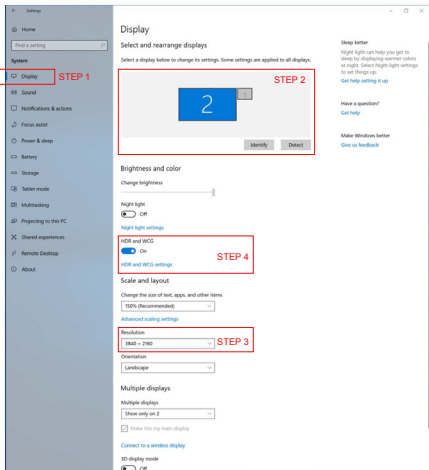 Settings
Home
Find a setting
System
Display
STEP 1
Sound
Notifications & actions
Focus assist
Power & sleep
Battery
Storage
Tablet mode
Multitasking
Projecting to this PC
Shared experiences
Remote Desktop
About
Display
Select and rearrange displays
Select a display below to change its settings. Some settings are applied to all displays.
STEP 2
2
Identify
Detect
Brightness and color
Change brightness
Night light
Off
Night light settings
HDR and WCG
On
STEP 4
HDR and WCG settings
Scale and layout
Change the size of text, apps, and other items
150% (Recommended)
Advanced scaling settings
Resolution
3840 × 2160
STEP 3
Orientation
Landscape
Multiple displays
Multiple displays
Show only on 2
Make this my main display
Connect to a wireless display
3D display mode
Off
Sleep better
Night light can help you get to
sleep by displaying warmer colors
at night. Select Night light settings
to set things up.
Get help setting it up
Have a question?
Get help
Make Windows better
Give us feedback